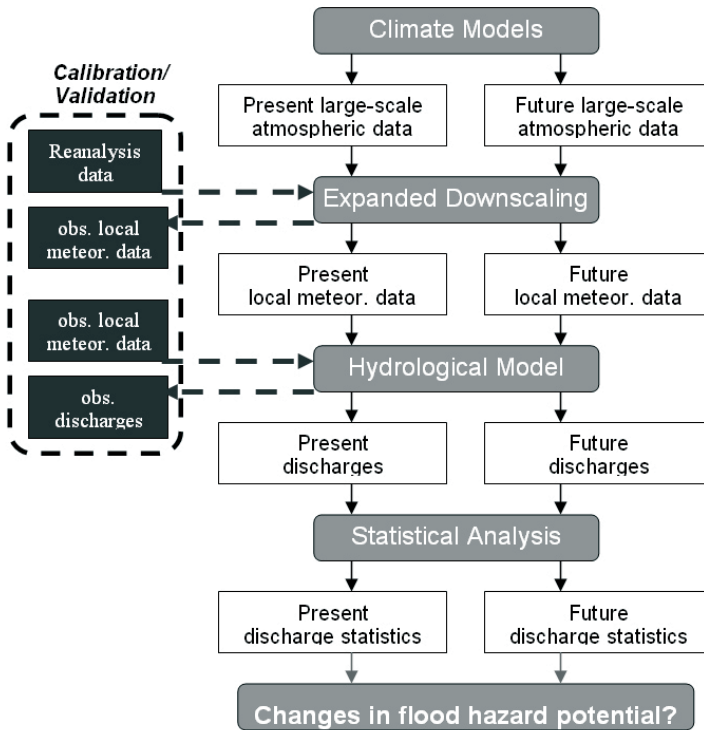 Climate Models
Calibration/
Validation
Present large-scale
atmospheric data
Future large-scale
atmospheric data
Reanalysis
data
Expanded Downscaling
obs. local
meteor. data
Present
local meteor. data
Future
local meteor. data
obs. local
meteor. data
Hydrological Model
obs.
discharges
Present
discharges
Future
discharges
Statistical Analysis
Present
discharge statistics
Future
discharge statistics
Changes in flood hazard potential?